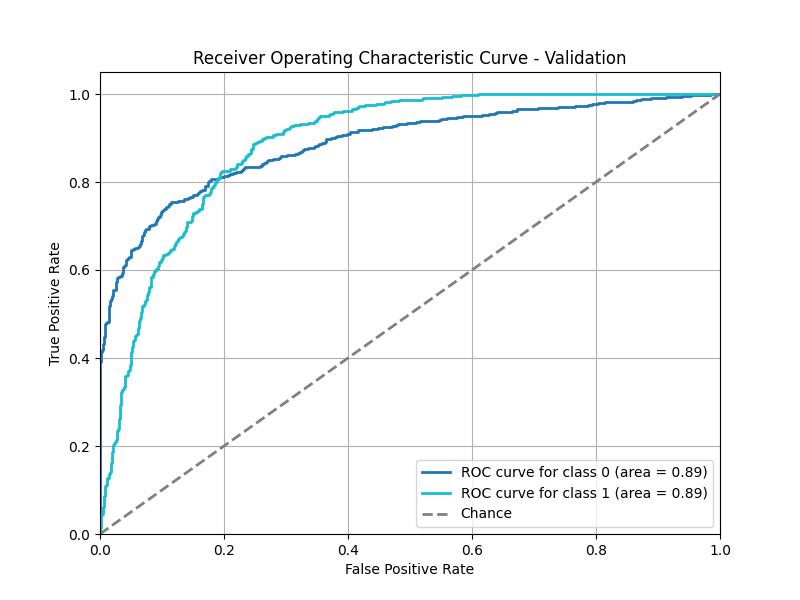 Receiver Operating Characteristic Curve - Validation
True Positive Rate
1.0
0.8
0.6
0.4
0.2
0.0
ROC curve for class 0 (area = 0.89)
ROC curve for class 1 (area = 0.89)
Chance
0.0 0.2 0.4 0.6 0.8 1.0
False Positive Rate